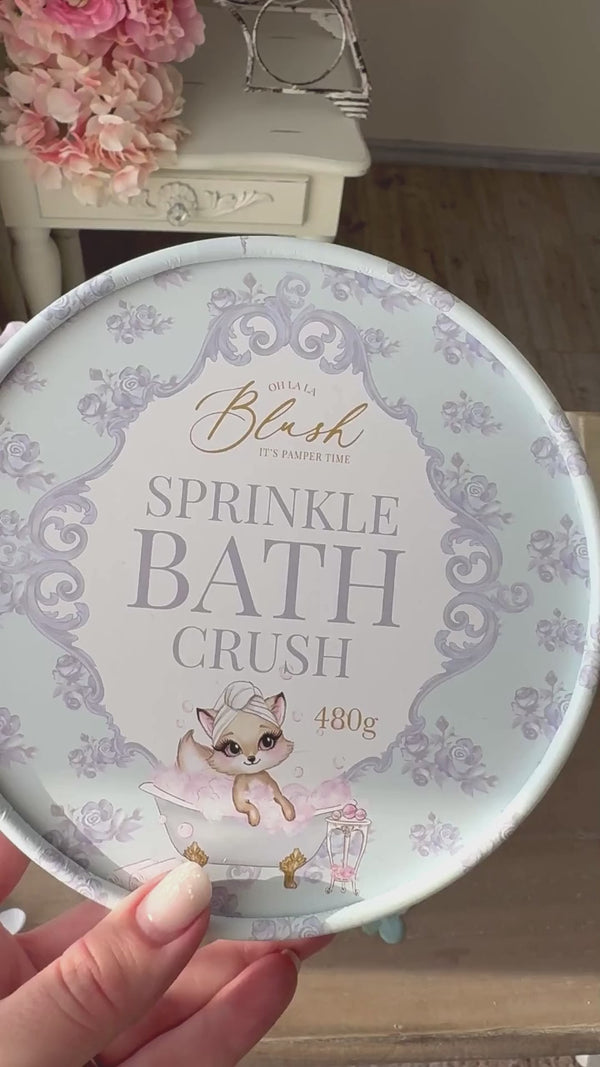 OH LA LA
Blush
IT'S PAMPER TIME
SPRINKLE
BATH
CRUSH
480g